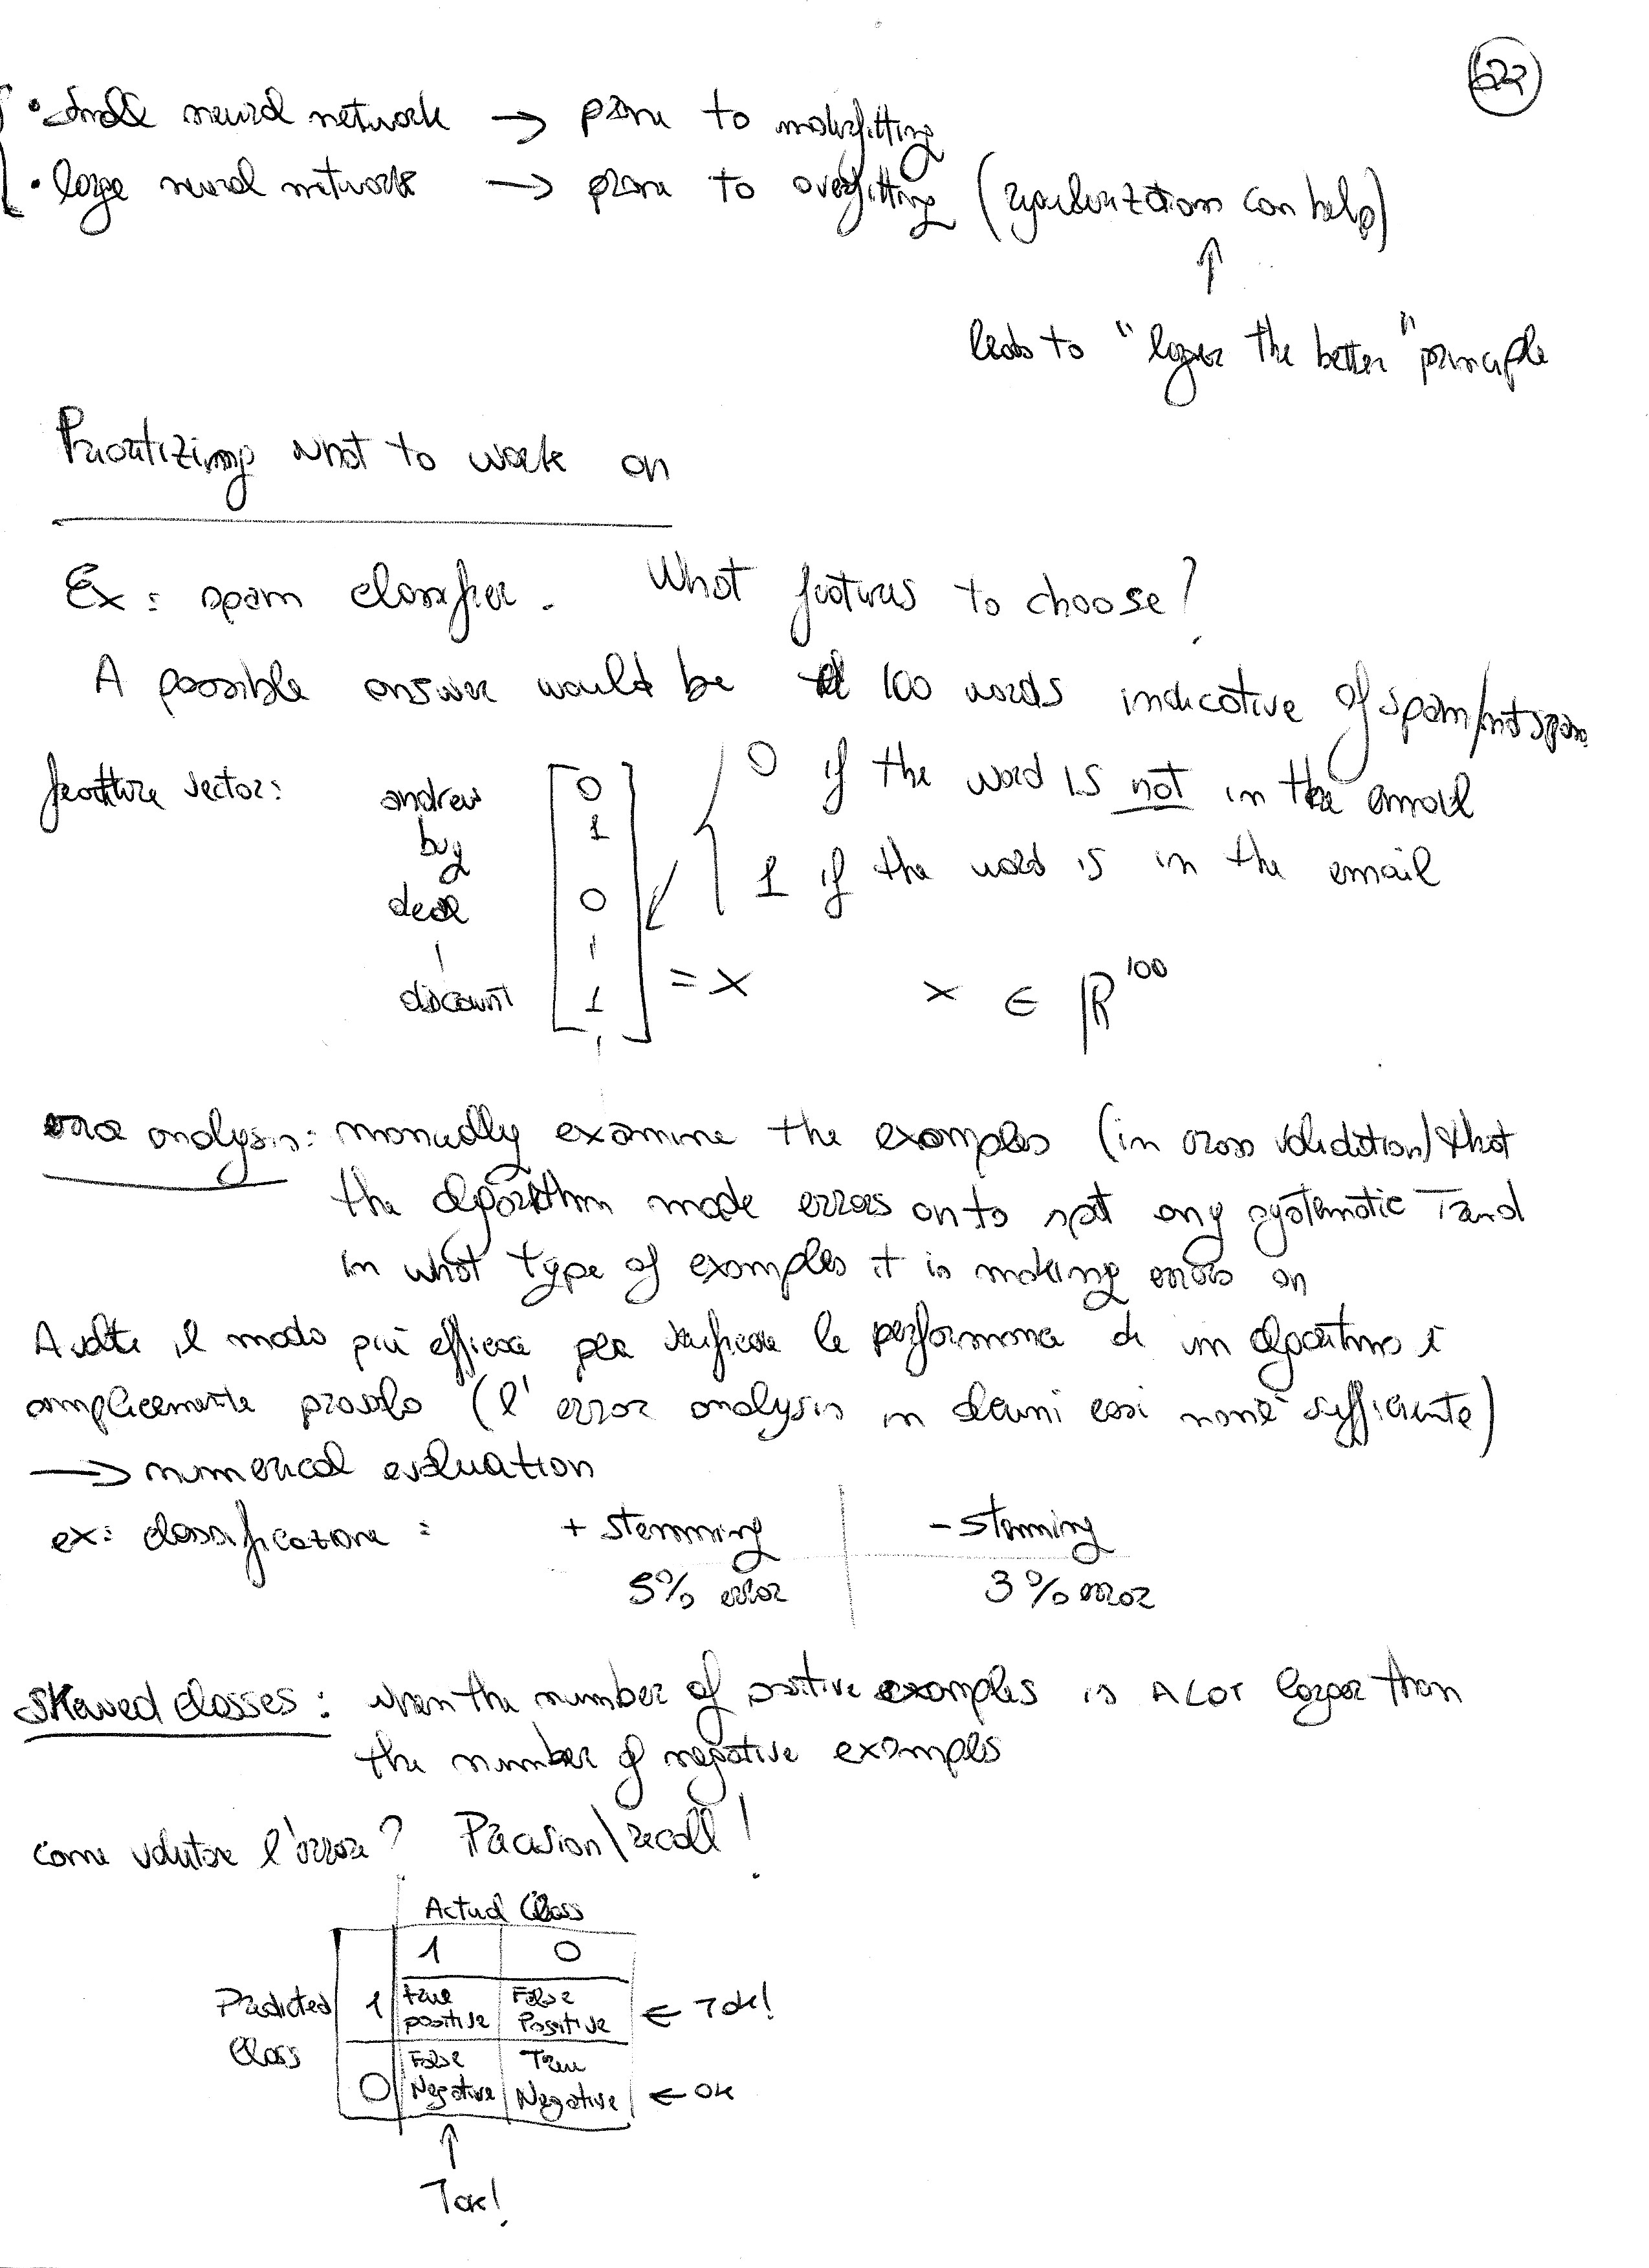 • small neural network → prone to underfitting
• large neural network → prone to overfitting (regularization can help)
↑
leads to "larger the better" principle
Prioritizing what to work on
Ex: spam classifier. What features to choose?
A possible answer would be 100 words indicative of spam/not spam
feature vector: andrew 0
buy 1
deal 0
discount 1
0 if the word is not in the email
1 if the word is in the email
= x x ∈ ℝ¹⁰⁰
error analysis: manually examine the examples (in cross validation) that
the algorithm made errors on to spot any systematic trend
in what type of examples it is making errors on
A volte il modo più efficace per verificare le performance di un algoritmo è
semplicemente provarlo (l'error analysis in alcuni casi non è sufficiente)
→ numerical evaluation
ex: classificazione: + stemming - stemming
5% error 3% error
Skewed classes: when the number of positive examples is A LOT larger than
the number of negative examples
come valutare l'errore? Precision\recall!
Actual Class
1 0
Predicted Class
1 True positive False Positive ←
0 False Negative True Negative ← OK
↑